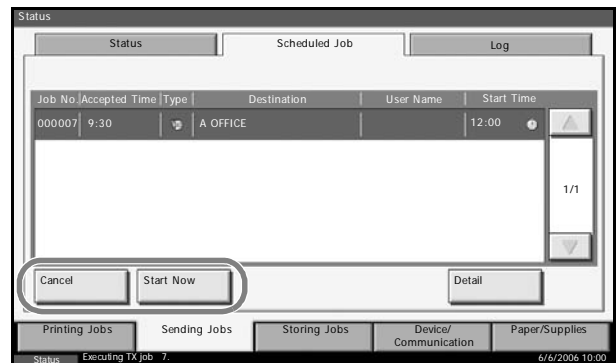 Status
Status Scheduled Job Log
Job No. Accepted Time Type Destination User Name Start Time
000007 9:30 A OFFICE 12:00
1/1
Cancel Start Now Detail
Printing Jobs Sending Jobs Storing Jobs Device/ Communication Paper/Supplies
Status Executing TX job 7. 6/6/2006 10:00